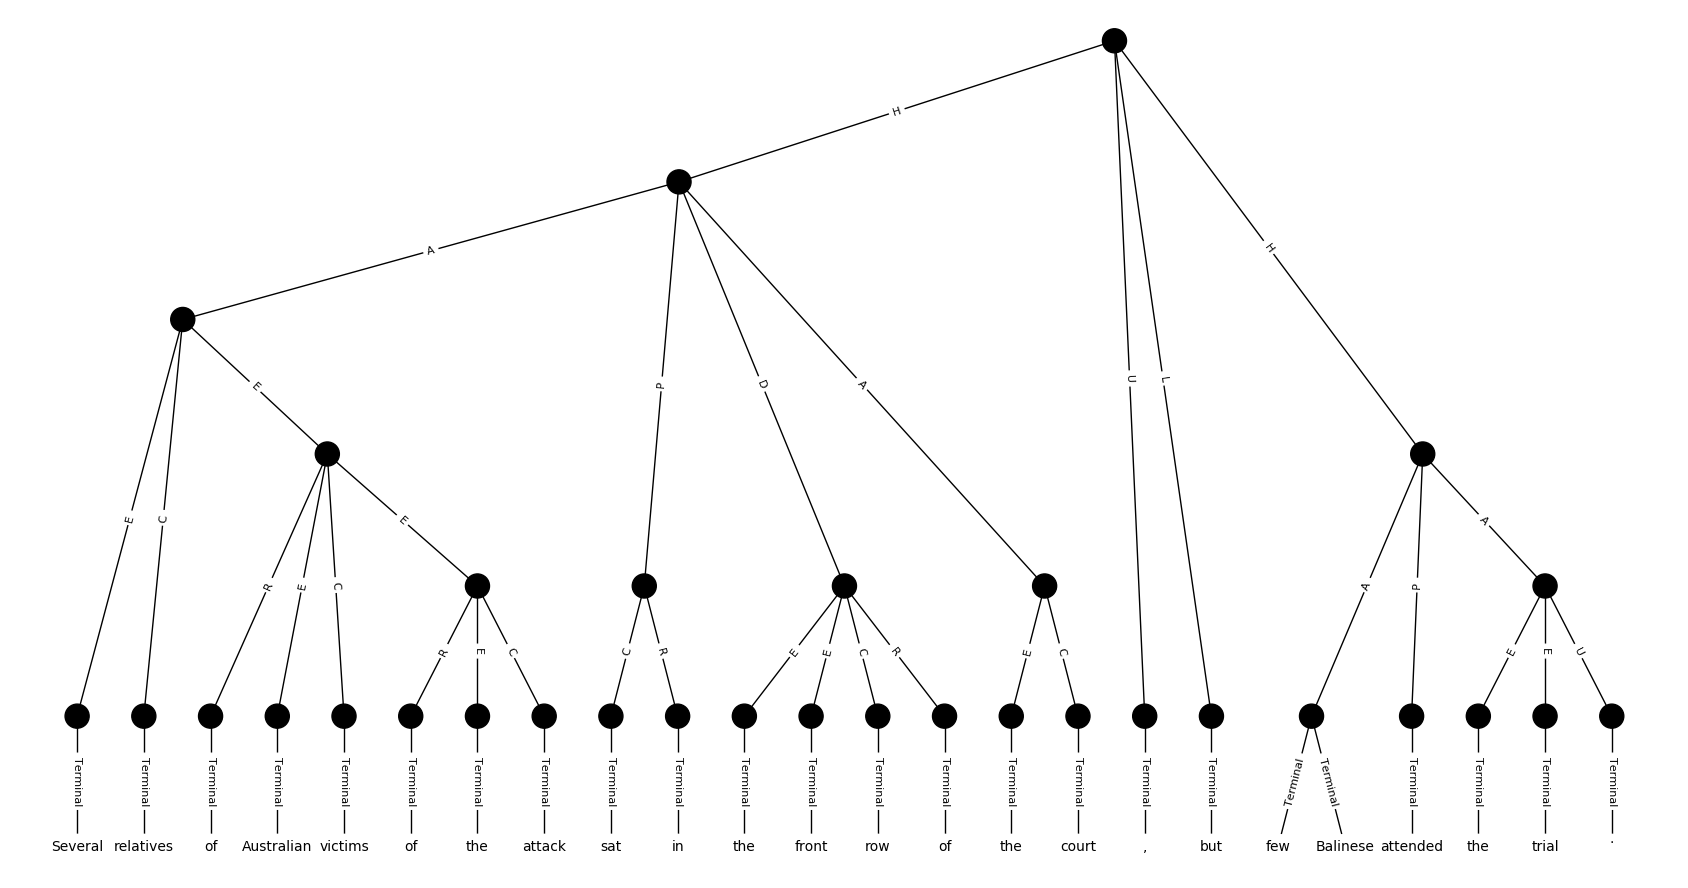 H
A
H
E
P
D
A
U
L
E
C
E
A
R
E
C
R
E
C
C
R
E
E
C
R
E
C
A
P
E
E
U
Terminal Terminal Terminal Terminal Terminal Terminal Terminal Terminal Terminal Terminal Terminal Terminal Terminal Terminal Terminal Terminal Terminal Terminal Terminal Terminal Terminal Terminal Terminal Terminal
Several relatives of Australian victims of the attack sat in the front row of the court , but few Balinese attended the trial .